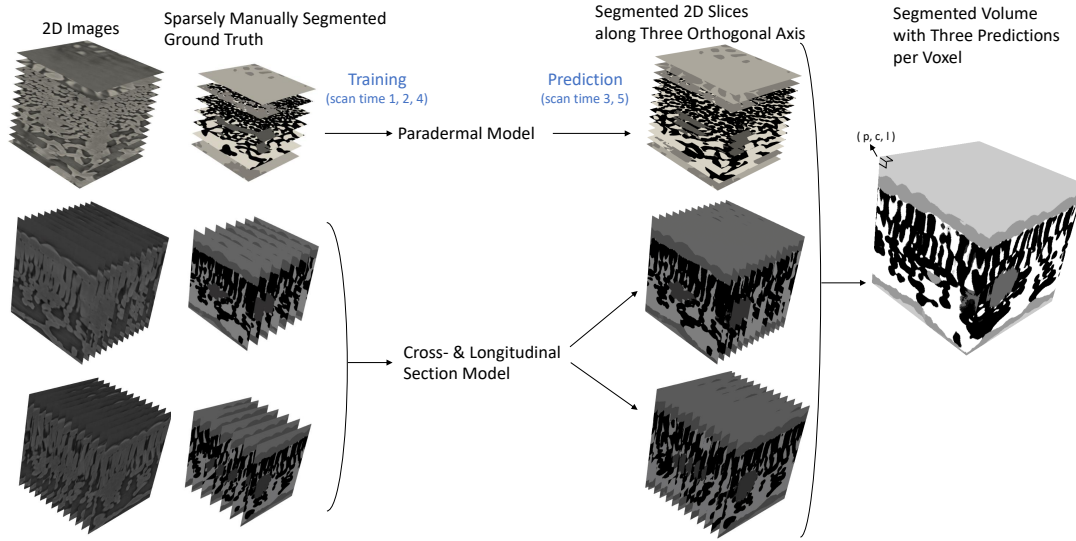 2D Images
Sparsely Manually Segmented
Ground Truth
Segmented 2D Slices
along Three Orthogonal Axis
Segmented Volume
with Three Predictions
per Voxel
Training
(scan time 1, 2, 4)
Prediction
(scan time 3, 5)
Paradermal Model
( p, c, l )
Cross- & Longitudinal
Section Model